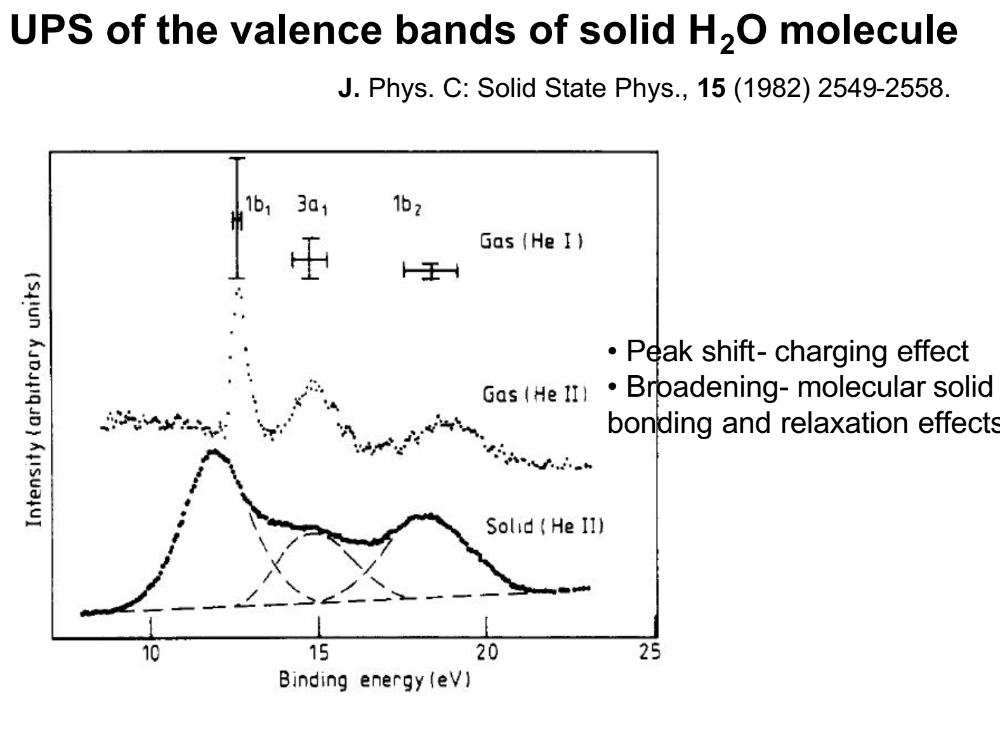 UPS of the valence bands of solid H₂O molecule
J. Phys. C: Solid State Phys., 15 (1982) 2549-2558.
1b₁ 3a₁ 1b₂
Gas (He I)
Intensity (arbitrary units)
• Peak shift- charging effect
• Broadening- molecular solid
bonding and relaxation effects
Gas (He II)
Solid (He II)
10 15 20 25
Binding energy (eV)